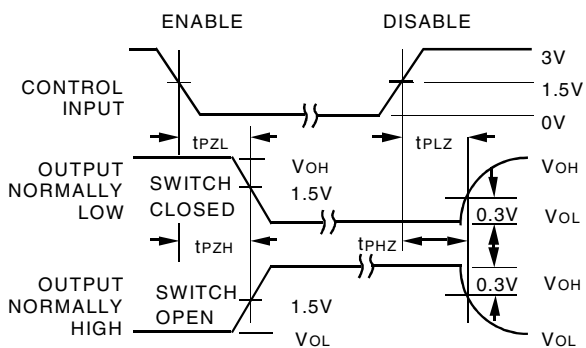 ENABLE
DISABLE
3V
CONTROL
INPUT
1.5V
0V
tPZL
tPLZ
OUTPUT
NORMALLY
LOW
SWITCH
CLOSED
VOH
1.5V
VOH
0.3V
VOL
tPZH
tPHZ
OUTPUT
NORMALLY
HIGH
SWITCH
OPEN
1.5V
VOL
0.3V
VOH
VOL